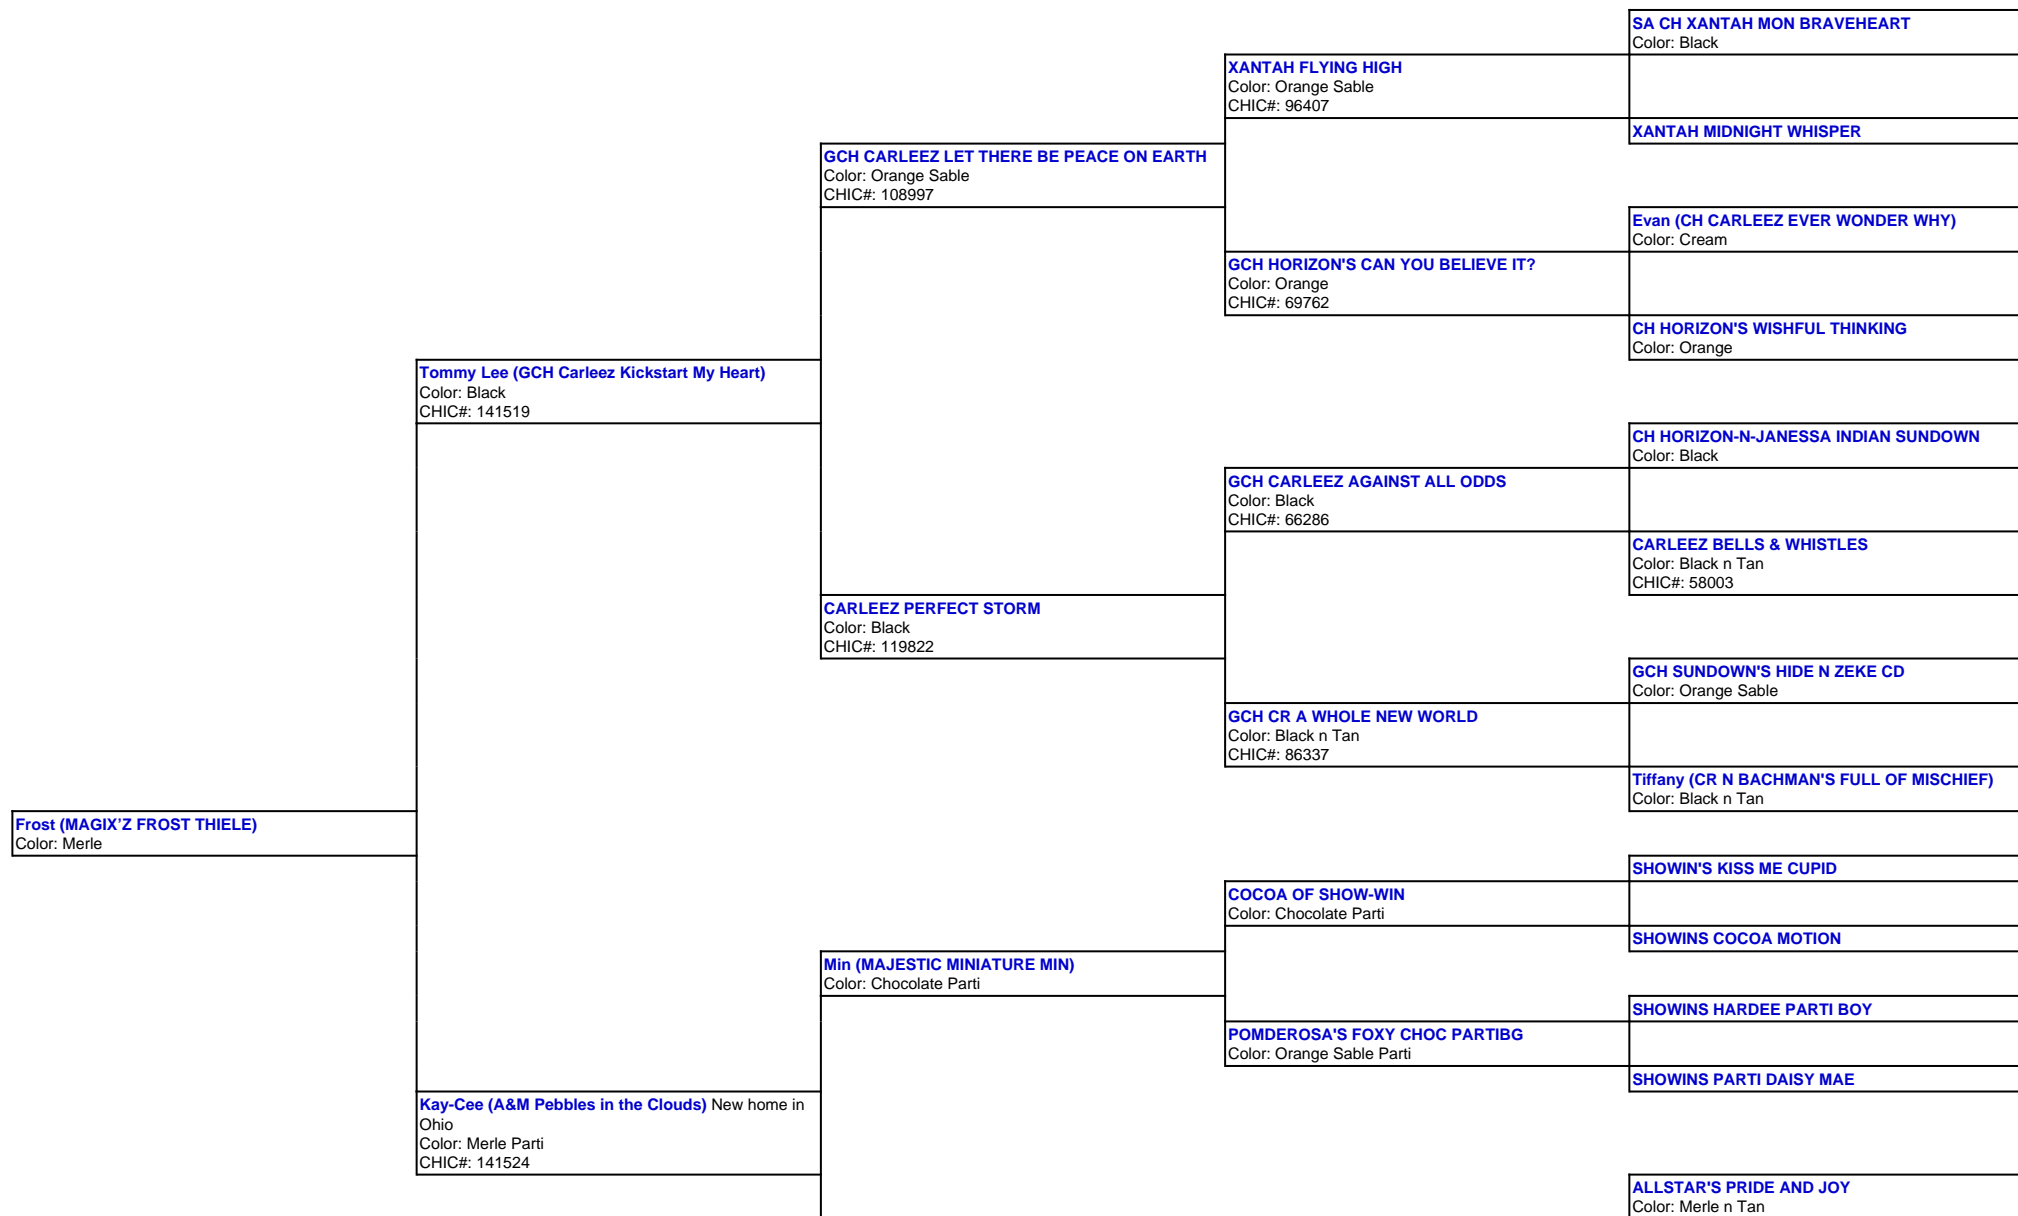 SA CH XANTAH MON BRAVEHEART
Color: Black
XANTAH FLYING HIGH
Color: Orange Sable
CHIC#: 96407
XANTAH MIDNIGHT WHISPER
GCH CARLEEZ LET THERE BE PEACE ON EARTH
Color: Orange Sable
CHIC#: 108997
Evan (CH CARLEEZ EVER WONDER WHY)
Color: Cream
GCH HORIZON'S CAN YOU BELIEVE IT?
Color: Orange
CHIC#: 69762
CH HORIZON'S WISHFUL THINKING
Color: Orange
Tommy Lee (GCH Carleez Kickstart My Heart)
Color: Black
CHIC#: 141519
CH HORIZON-N-JANESSA INDIAN SUNDOWN
Color: Black
GCH CARLEEZ AGAINST ALL ODDS
Color: Black
CHIC#: 66286
CARLEEZ BELLS & WHISTLES
Color: Black n Tan
CHIC#: 58003
CARLEEZ PERFECT STORM
Color: Black
CHIC#: 119822
GCH SUNDOWN'S HIDE N ZEKE CD
Color: Orange Sable
GCH CR A WHOLE NEW WORLD
Color: Black n Tan
CHIC#: 86337
Tiffany (CR N BACHMAN'S FULL OF MISCHIEF)
Color: Black n Tan
Frost (MAGIX’Z FROST THIELE)
Color: Merle
SHOWIN'S KISS ME CUPID
COCOA OF SHOW-WIN
Color: Chocolate Parti
SHOWINS COCOA MOTION
Min (MAJESTIC MINIATURE MIN)
Color: Chocolate Parti
SHOWINS HARDEE PARTI BOY
POMDEROSA'S FOXY CHOC PARTIBG
Color: Orange Sable Parti
SHOWINS PARTI DAISY MAE
Kay-Cee (A&M Pebbles in the Clouds) New home in
Ohio
Color: Merle Parti
CHIC#: 141524
ALLSTAR'S PRIDE AND JOY
Color: Merle n Tan